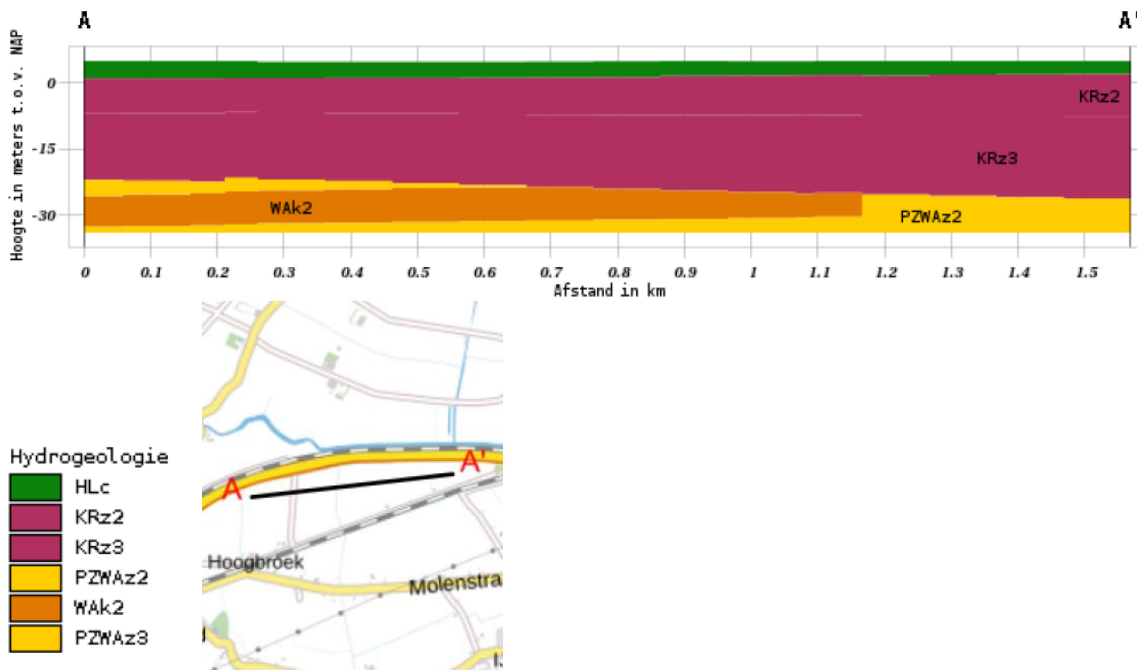 A A'
Hoogte in meters t.o.v. NAP
0
-15
-30
KRz2
KRz3
WAk2
PZWAz2
0 0.1 0.2 0.3 0.4 0.5 0.6 0.7 0.8 0.9 1 1.1 1.2 1.3 1.4 1.5
Afstand in km
A A'
Hoogbroek
Molenstra
Hydrogeologie
HLc
KRz2
KRz3
PZWAz2
WAk2
PZWAz3